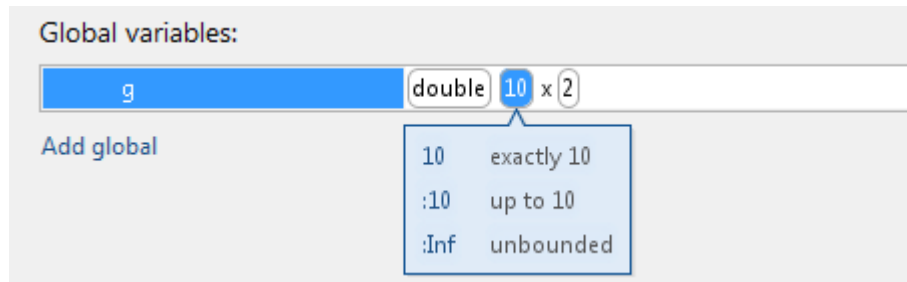 Global variables:
g double 10 x 2
Add global
10 exactly 10
:10 up to 10
:Inf unbounded